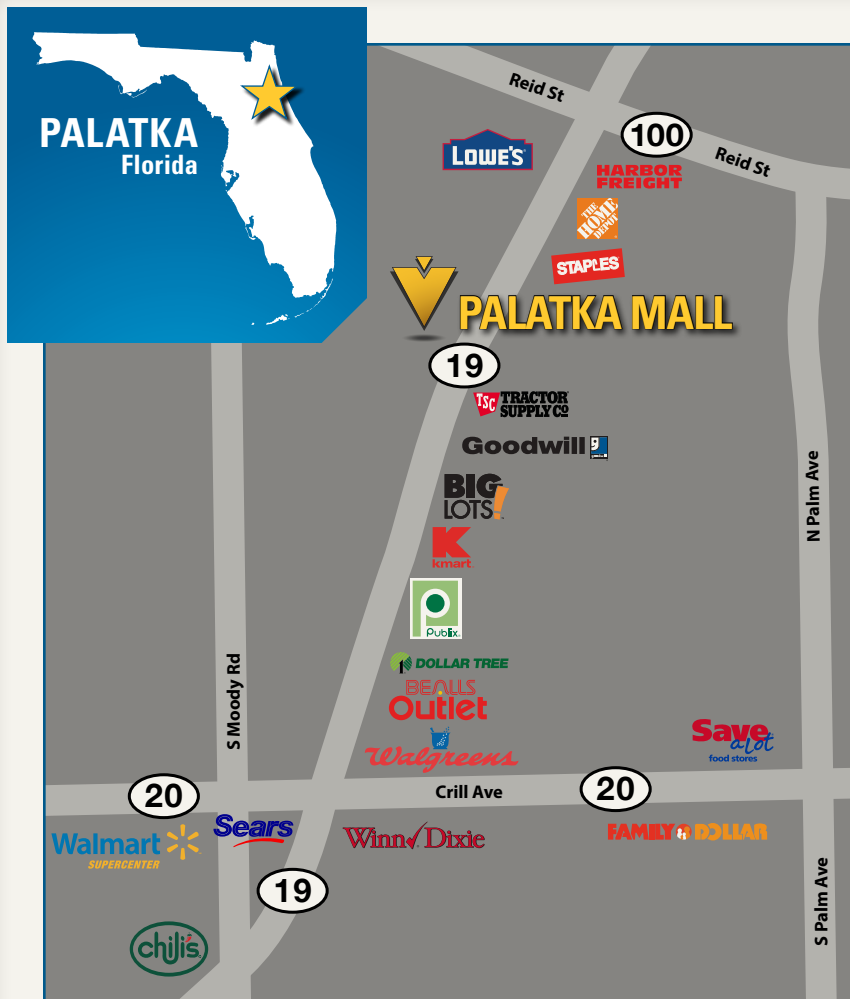 PALATKA
Florida
Reid St
100
Reid St
LOWE'S
HARBOR
FREIGHT
THE
HOME
DEPOT
STAPLES
PALATKA MALL
19
TSC TRACTOR
SUPPLY CO
Goodwill
BIG
LOTS!
N Palm Ave
K
kmart
Publix.
S Moody Rd
1 DOLLAR TREE
BEALLS
Outlet
Walgreens
Save
a lot
food stores
20
Crill Ave
20
Walmart
SUPERCENTER
Sears
Winn Dixie
FAMILY DOLLAR
19
S Palm Ave
chili's